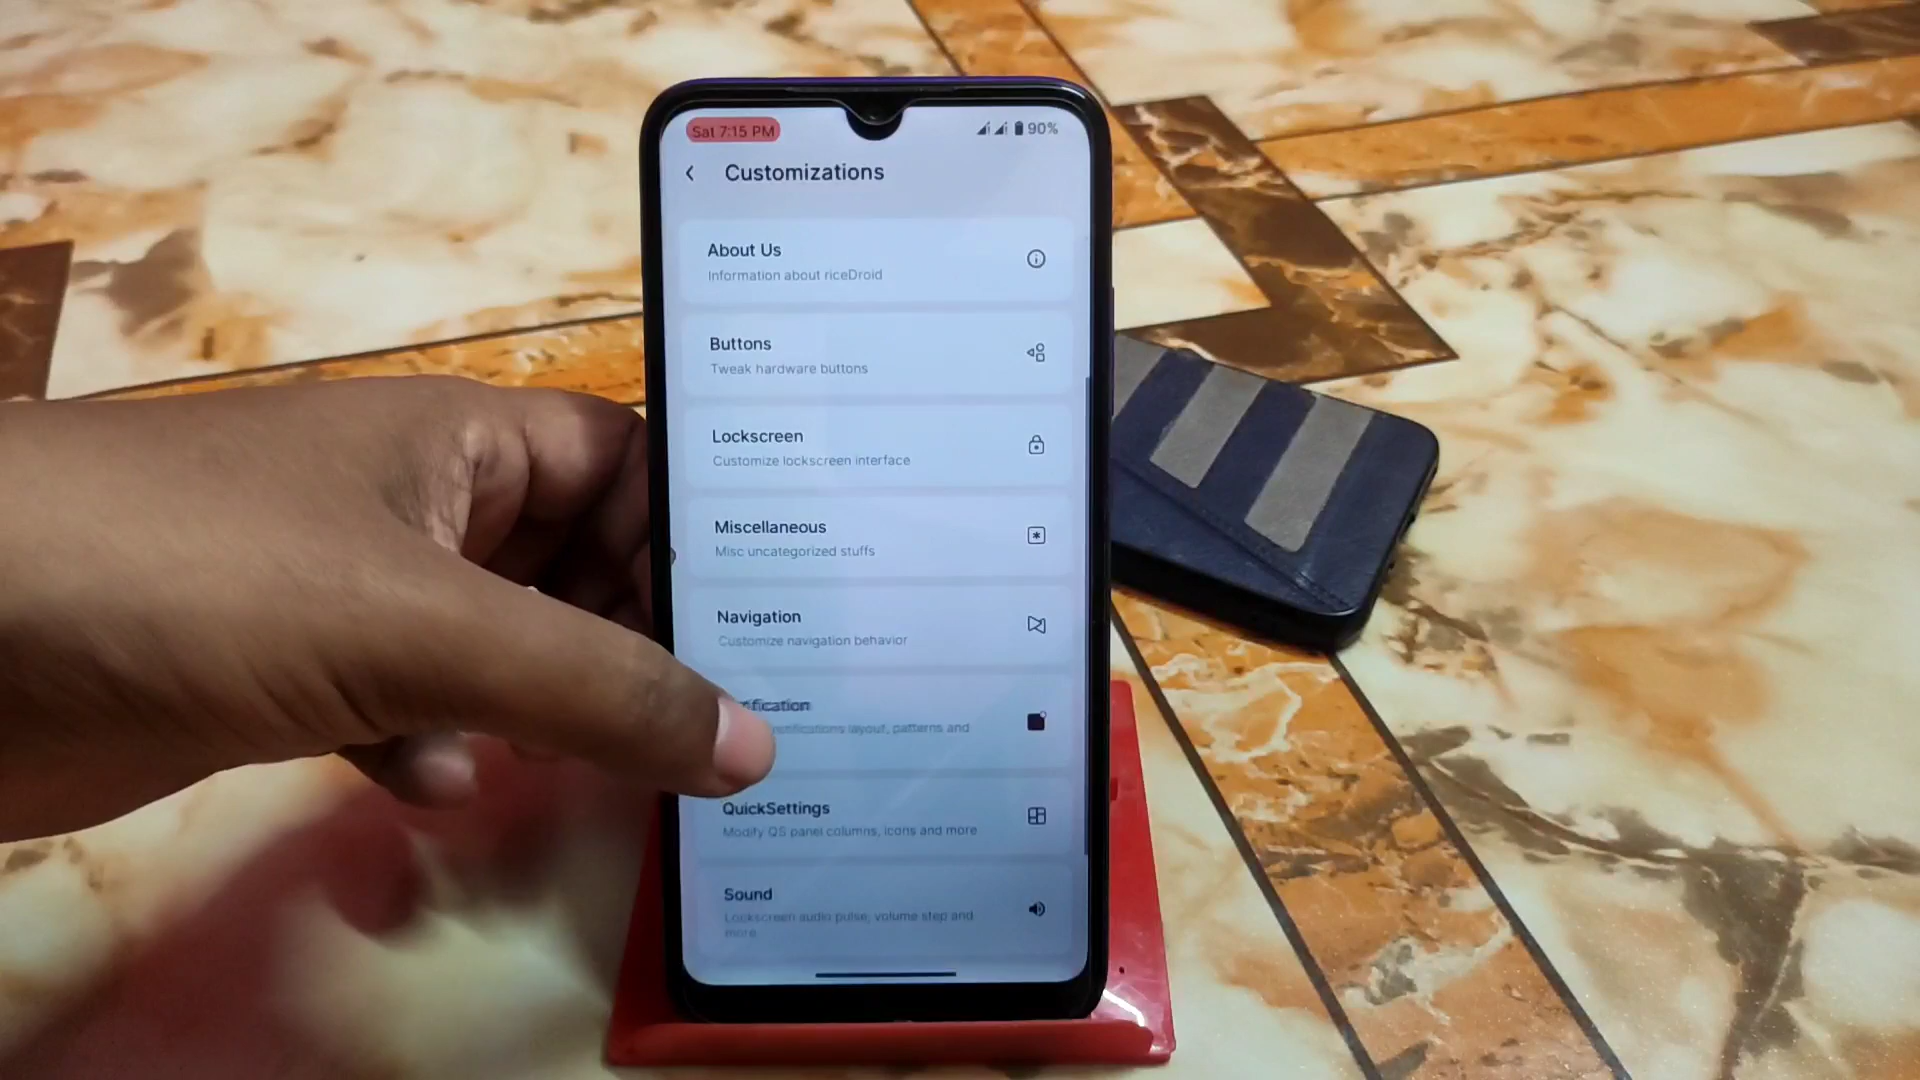 Sat 7:15 PM
90%
Customizations
About Us
Information about riceDroid
Buttons
Tweak hardware buttons
Lockscreen
Customize lockscreen interface
Miscellaneous
Misc uncategorized stuffs
Navigation
Customize navigation behavior
fication
notifications layout, patterns and
QuickSettings
Modify QS panel columns, icons and more
Sound
Lockscreen audio pulse, volume step and
more